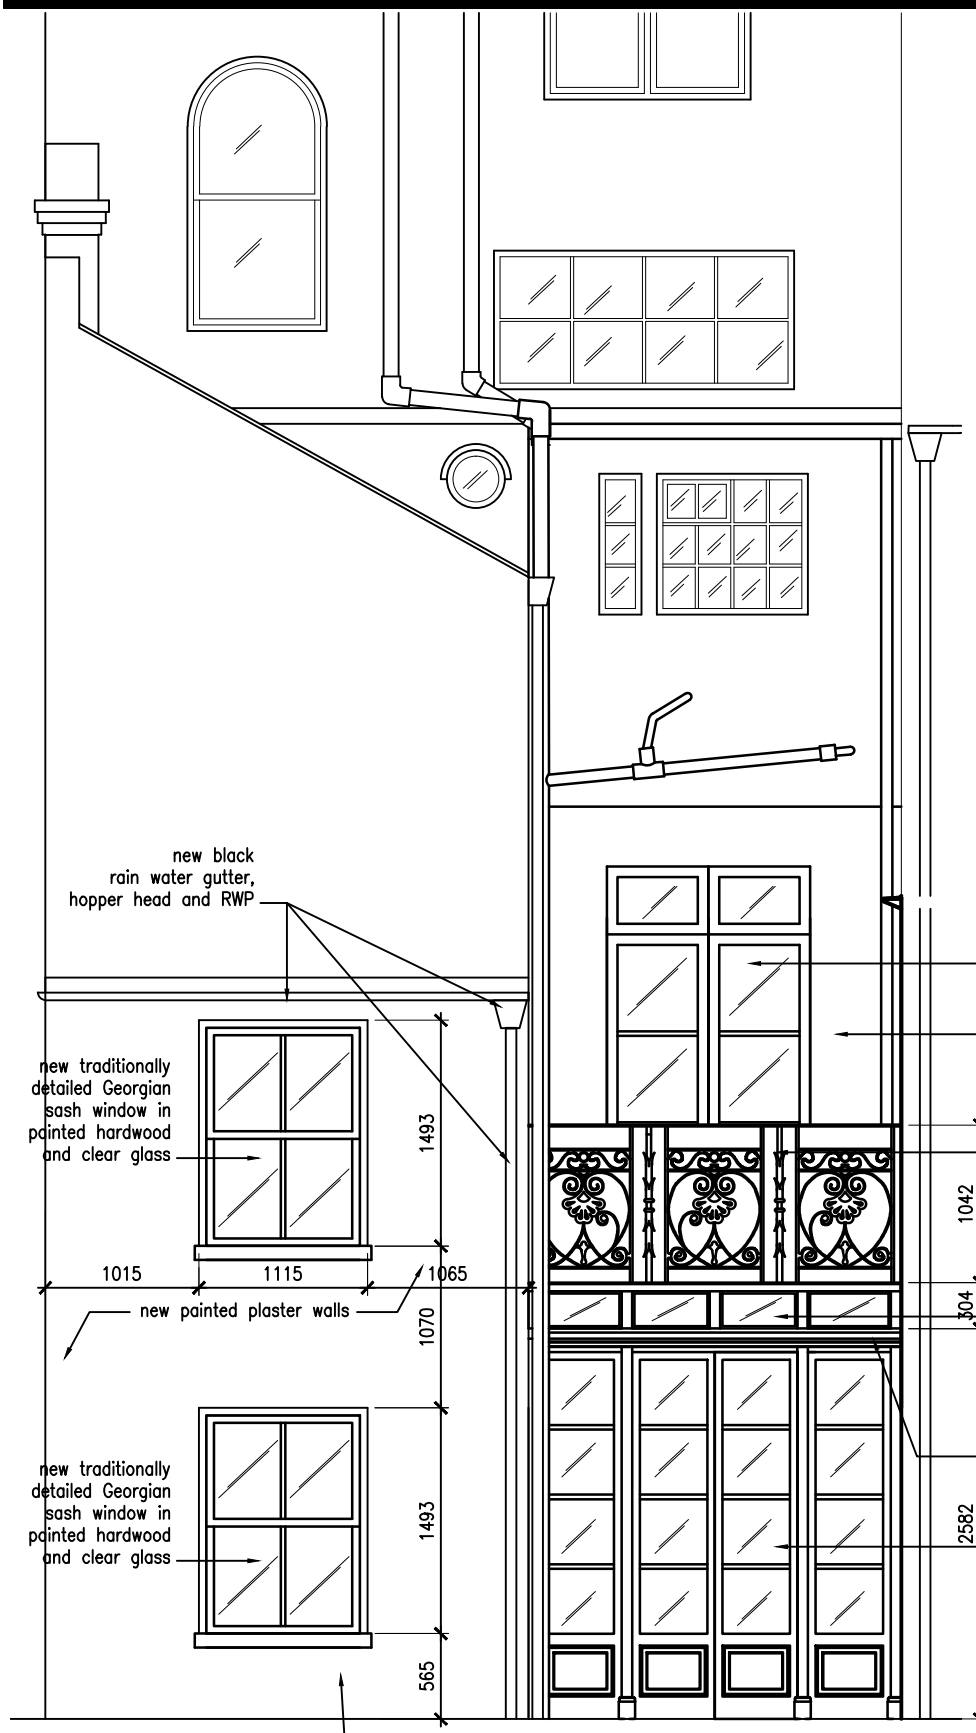 new black
rain water gutter,
hopper head and RWP
new traditionally
detailed Georgian
sash window in
painted hardwood
and clear glass
1493
1042
1015
1115
1065
new painted plaster walls
1070
304
new traditionally
detailed Georgian
sash window in
painted hardwood
and clear glass
1493
2582
565